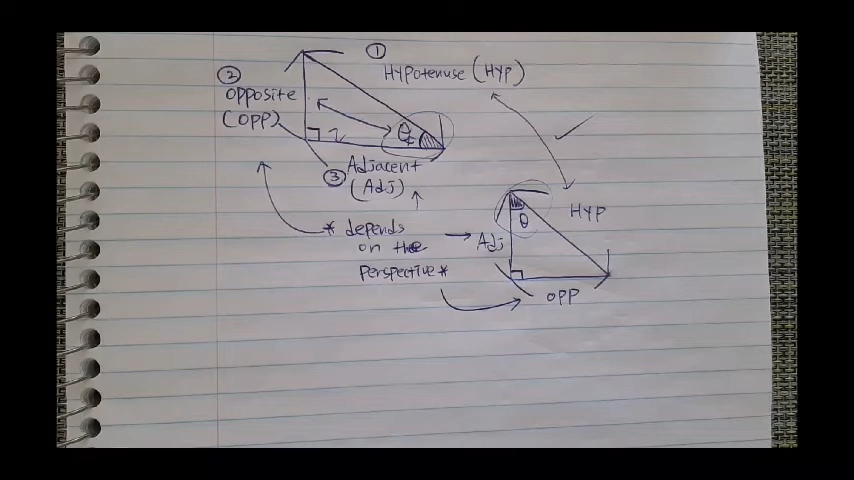 ①
Hypotenuse (HYP)
②
opposite
(OPP)
θ
③ Adjacent
(ADJ)
* depends
on the
perspective*
θ
HYP
Adj
OPP